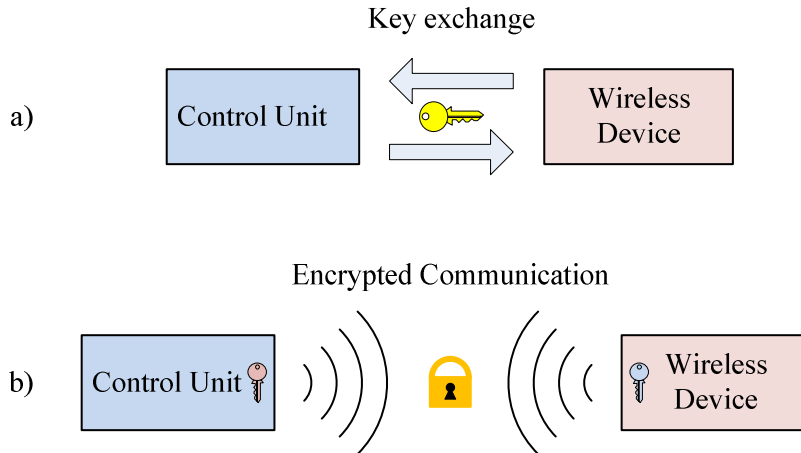 Key exchange
a)
Control Unit
Wireless
Device
Encrypted Communication
b)
Control Unit
Wireless
Device